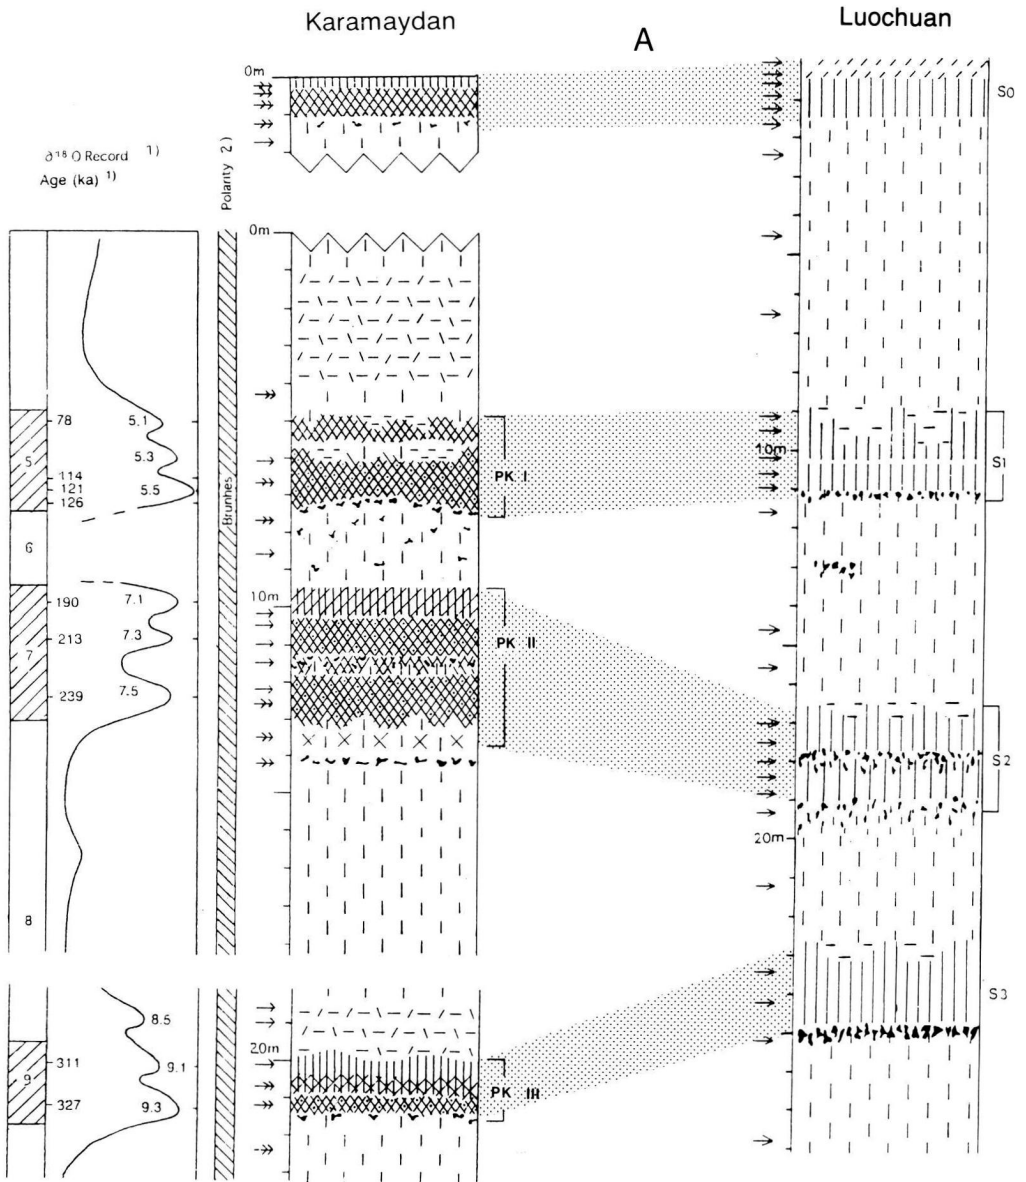 Karamaydan
A
Luochuan
0m
S0
∂18 O Record 1)
Age (ka) 1)
Polarity 2)
0m
Brunhes
78
5.1
5
5.3
114
121
5.5
126
PK I
10m
S1
6
10m
190
7.1
213
7.3
7
7.5
239
PK II
S2
20m
8
S3
8.5
20m
9
311
9.1
327
9.3
PK III